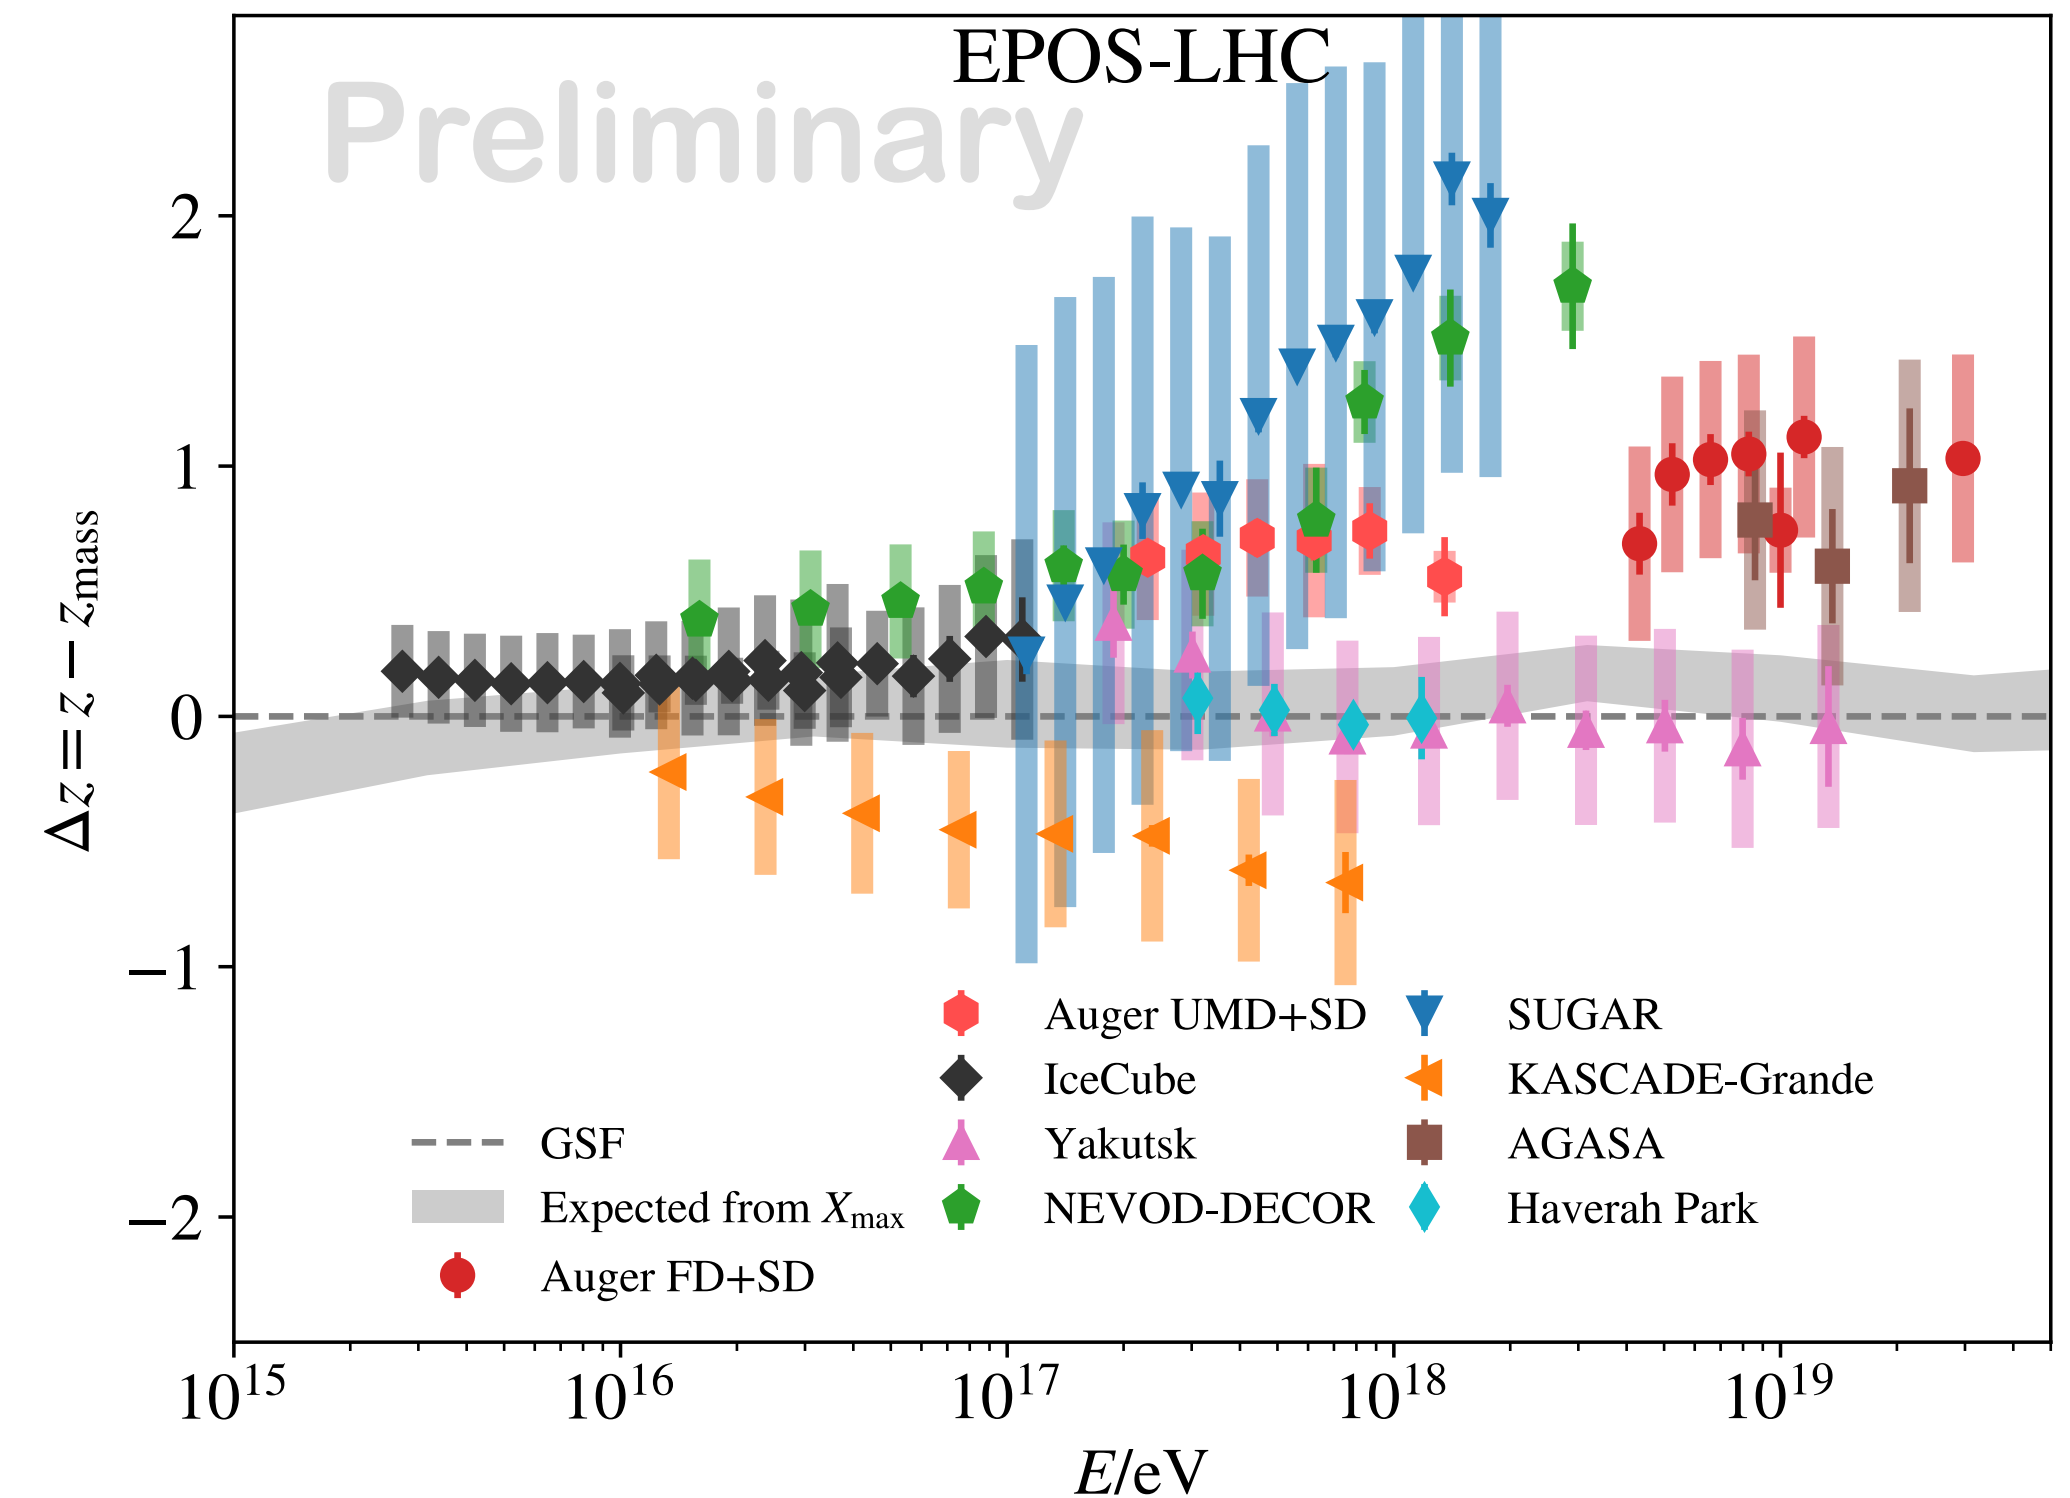 EPOS-LHC
Preliminary
2
1
0
−1
−2
Δz = z − z_mass
10^15
10^16
10^17
10^18
10^19
E/eV
GSF
Expected from X_max
Auger FD+SD
Auger UMD+SD
IceCube
Yakutsk
NEVOD-DECOR
SUGAR
KASCADE-Grande
AGASA
Haverah Park